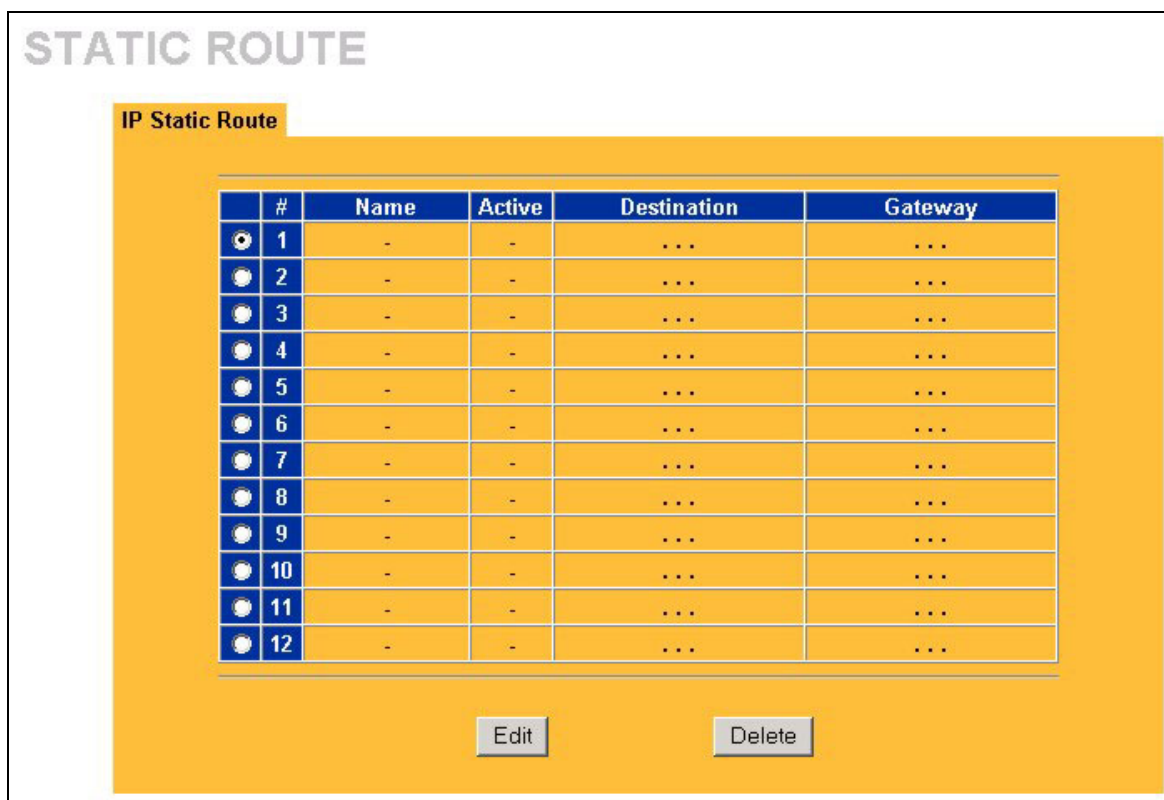 STATIC ROUTE
IP Static Route
# Name Active Destination Gateway
1 - - . . . . . .
2 - - . . . . . .
3 - - . . . . . .
4 - - . . . . . .
5 - - . . . . . .
6 - - . . . . . .
7 - - . . . . . .
8 - - . . . . . .
9 - - . . . . . .
10 - - . . . . . .
11 - - . . . . . .
12 - - . . . . . .
Edit Delete